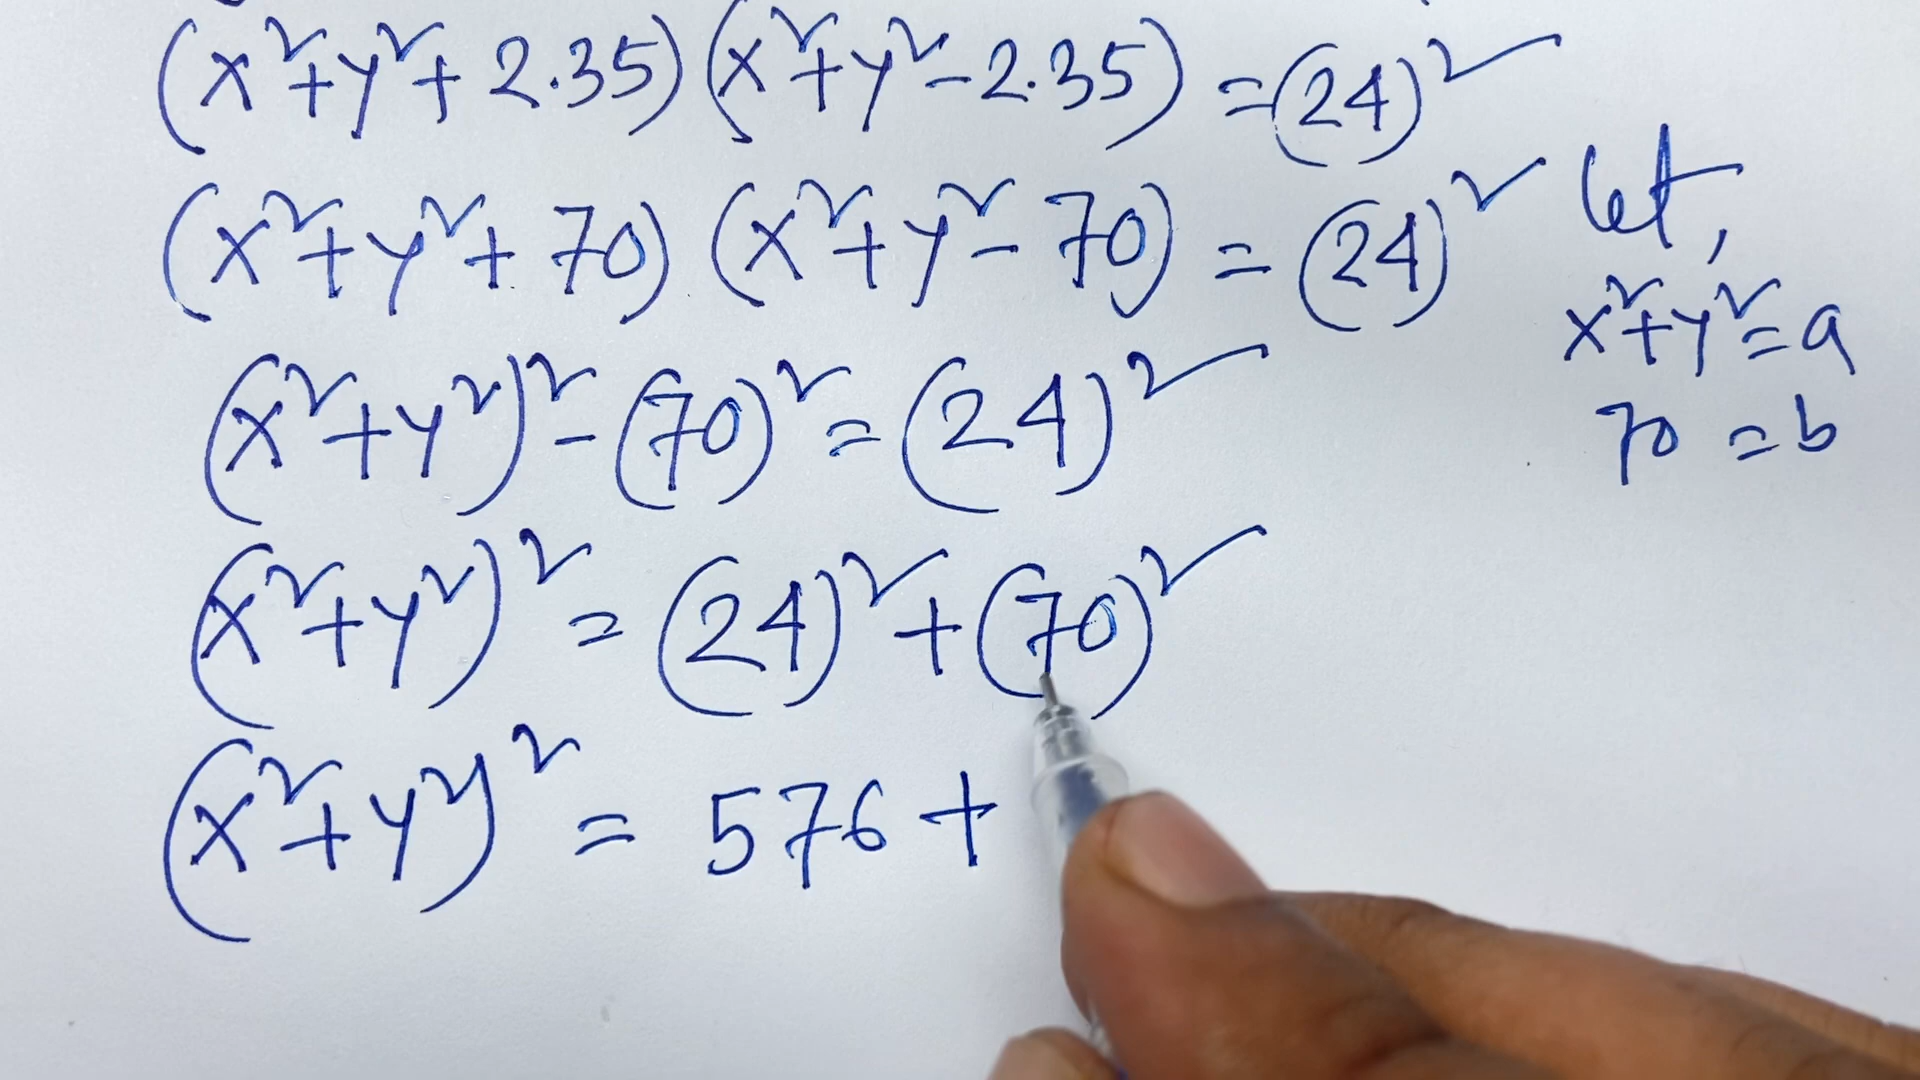 (x²+y²+2.35)(x²+y²-2.35)=(24)²
(x²+y²+70)(x²+y²-70)=(24)²
let,
x²+y²=a
70=b
(x²+y²)²-(70)²=(24)²
(x²+y²)²=(24)²+(70)²
(x²+y²)²=576+